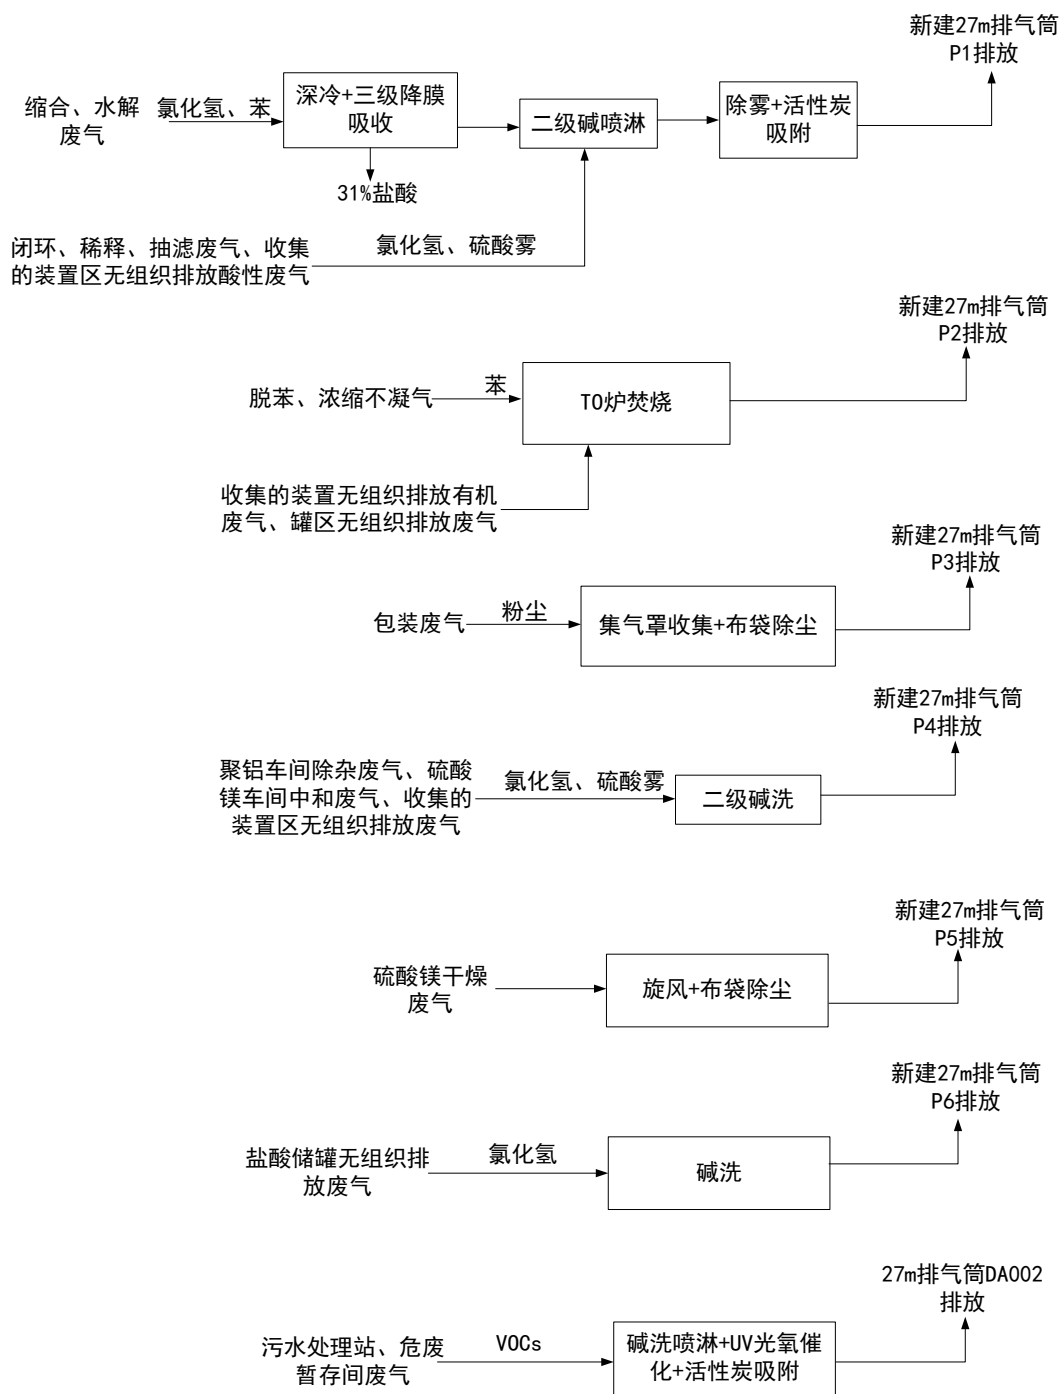 新建27m排气筒
P1排放
缩合、水解
废气
氯化氢、苯
深冷+三级降膜
吸收
二级碱喷淋
除雾+活性炭
吸附
31%盐酸
闭环、稀释、抽滤废气、收集
的装置区无组织排放酸性废气
氯化氢、硫酸雾
新建27m排气筒
P2排放
脱苯、浓缩不凝气
苯
TO炉焚烧
收集的装置无组织排放有机
废气、罐区无组织排放废气
新建27m排气筒
P3排放
包装废气
粉尘
集气罩收集+布袋除尘
新建27m排气筒
P4排放
聚铝车间除杂废气、硫酸
镁车间中和废气、收集的
装置区无组织排放废气
氯化氢、硫酸雾
二级碱洗
新建27m排气筒
P5排放
硫酸镁干燥
废气
旋风+布袋除尘
新建27m排气筒
P6排放
盐酸储罐无组织排
放废气
氯化氢
碱洗
27m排气筒DA002
排放
污水处理站、危废
暂存间废气
VOCs
碱洗喷淋+UV光氧催
化+活性炭吸附